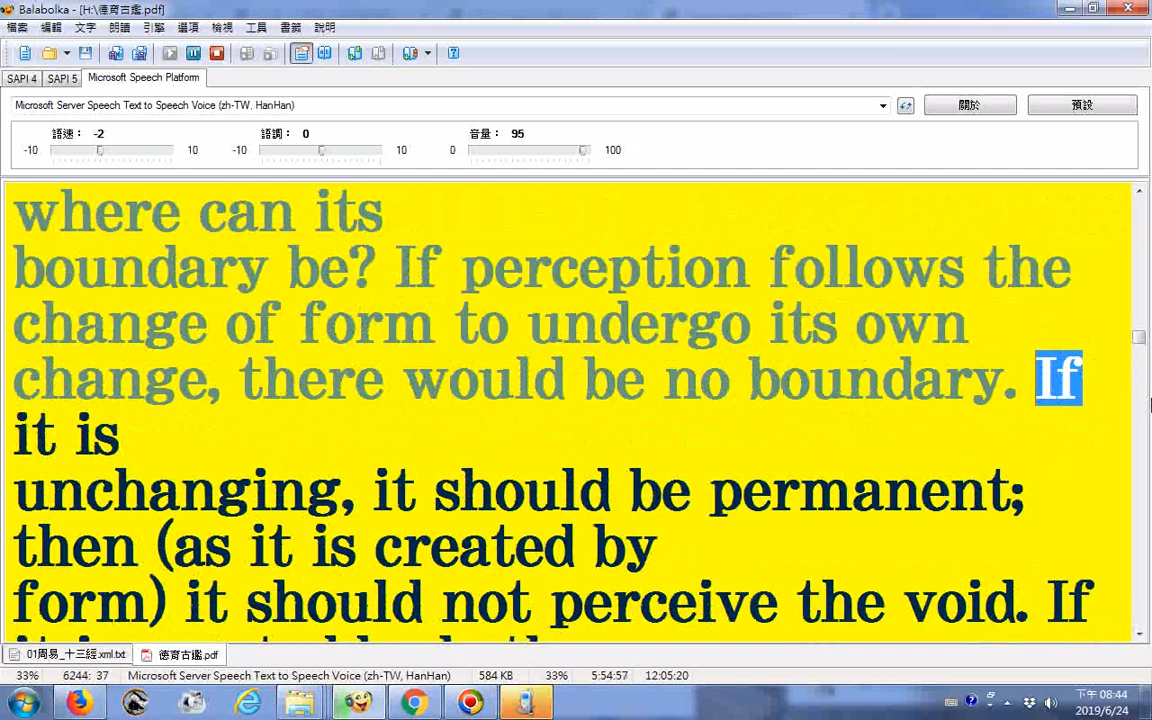 Balabolka - [H:\德育古鑑.pdf]
檔案 編輯 文字 朗讀 引擎 選項 檢視 工具 書籤 說明
SAPI 4 SAPI 5 Microsoft Speech Platform
Microsoft Server Speech Text to Speech Voice (zh-TW, HanHan) 關於 預設
語速： -2 語調： 0 音量： 95
-10 10 -10 10 0 100
where can its
boundary be? If perception follows the
change of form to undergo its own
change, there would be no boundary. If
it is
unchanging, it should be permanent;
then (as it is created by
form) it should not perceive the void. If
01周易_十三經.xml.txt 德育古鑑.pdf
33% 6244: 37 Microsoft Server Speech Text to Speech Voice (zh-TW, HanHan) 584 KB 33% 5:54:57 12:05:20
下午 08:44
2019/6/24